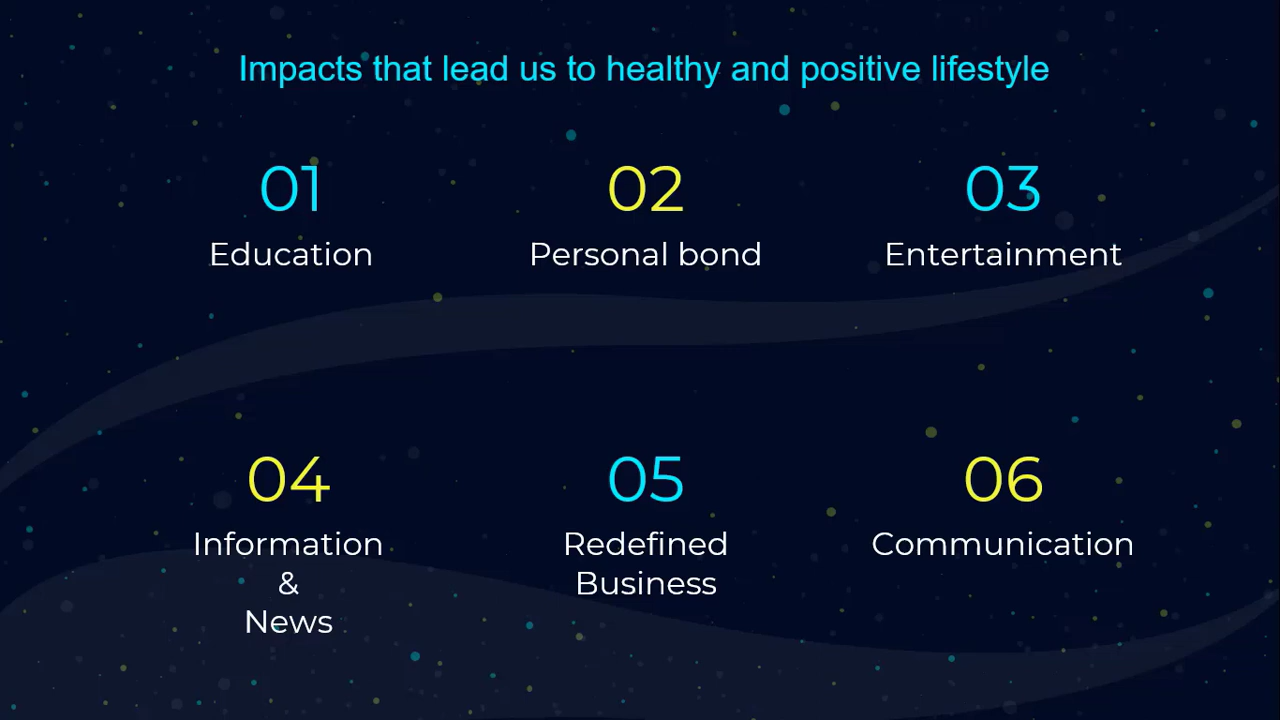 Impacts that lead us to healthy and positive lifestyle
01
Education
02
Personal bond
03
Entertainment
04
Information
&
News
05
Redefined
Business
06
Communication